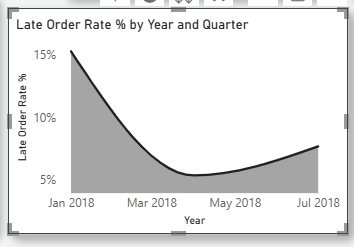 Late Order Rate % by Year and Quarter
15%
10%
5%
Late Order Rate %
Jan 2018 Mar 2018 May 2018 Jul 2018
Year